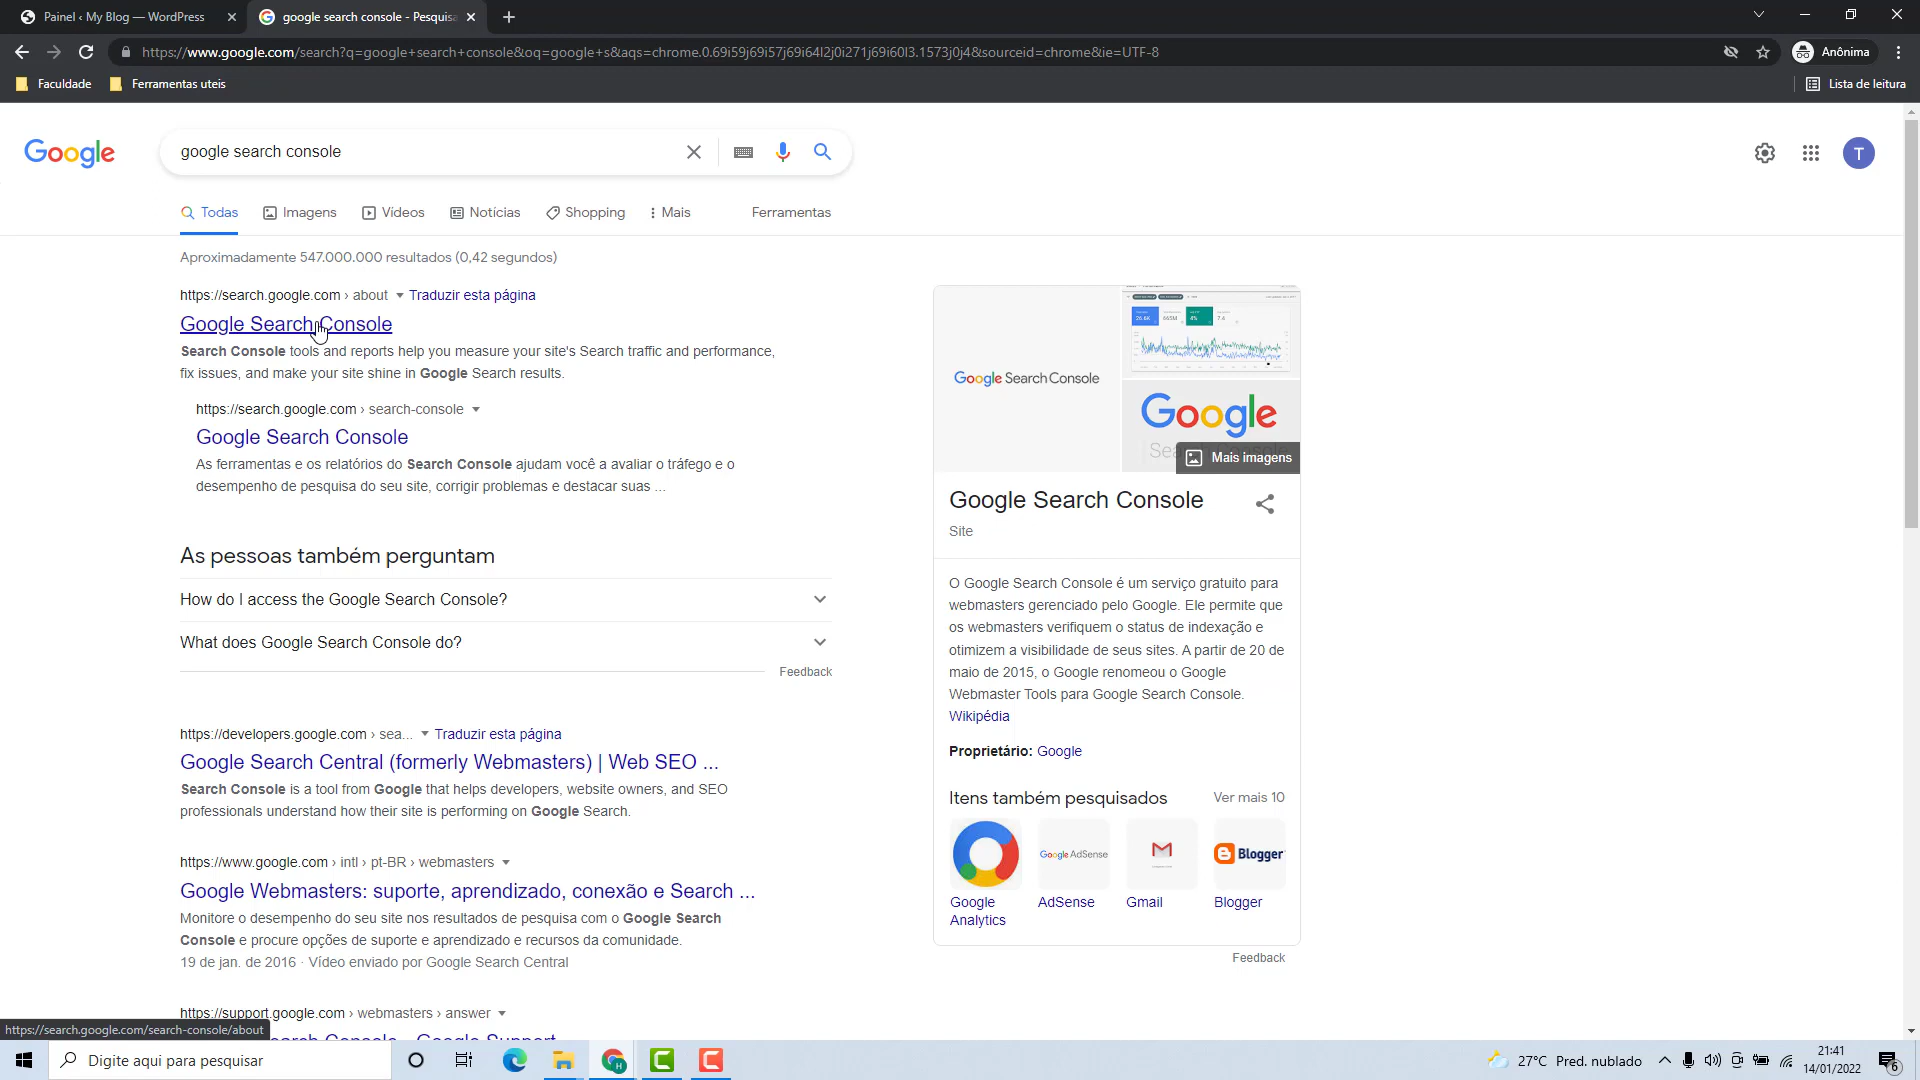 Painel ‹ My Blog — WordPress
google search console - Pesquisa
https://www.google.com/search?q=google+search+console&oq=google+s&aqs=chrome.0.69i59j69i57j69i64l2j0i271j69i60l3.1573j0j4&sourceid=chrome&ie=UTF-8
Anônima
Faculdade
Ferramentas uteis
Lista de leitura
Google
google search console
T
Todas
Imagens
Vídeos
Notícias
Shopping
Mais
Ferramentas
Aproximadamente 547.000.000 resultados (0,42 segundos)
https://search.google.com › about
Traduzir esta página
Google Search Console
Search Console tools and reports help you measure your site's Search traffic and performance,
fix issues, and make your site shine in Google Search results.
https://search.google.com › search-console
Google Search Console
As ferramentas e os relatórios do Search Console ajudam você a avaliar o tráfego e o
desempenho de pesquisa do seu site, corrigir problemas e destacar suas ...
As pessoas também perguntam
How do I access the Google Search Console?
What does Google Search Console do?
Feedback
https://developers.google.com › sea...
Traduzir esta página
Google Search Central (formerly Webmasters) | Web SEO ...
Search Console is a tool from Google that helps developers, website owners, and SEO
professionals understand how their site is performing on Google Search.
https://www.google.com › intl › pt-BR › webmasters
Google Webmasters: suporte, aprendizado, conexão e Search ...
Monitore o desempenho do seu site nos resultados de pesquisa com o Google Search
Console e procure opções de suporte e aprendizado e recursos da comunidade.
19 de jan. de 2016 · Vídeo enviado por Google Search Central
https://support.google.com › webmasters › answer
Google Search Console
Google
Mais imagens
Google Search Console
Site
O Google Search Console é um serviço gratuito para
webmasters gerenciado pelo Google. Ele permite que
os webmasters verifiquem o status de indexação e
otimizem a visibilidade de seus sites. A partir de 20 de
maio de 2015, o Google renomeou o Google
Webmaster Tools para Google Search Console.
Wikipédia
Proprietário: Google
Itens também pesquisados
Ver mais 10
Google AdSense
Blogger
Google
Analytics
AdSense
Gmail
Blogger
Feedback
https://search.google.com/search-console/about
Digite aqui para pesquisar
27°C Pred. nublado
21:41
14/01/2022
6